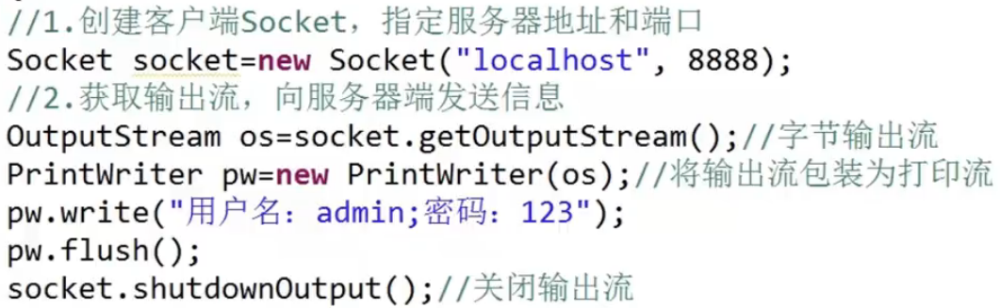 //1.创建客户端Socket，指定服务器地址和端口
Socket socket=new Socket("localhost", 8888);
//2.获取输出流，向服务器端发送信息
OutputStream os=socket.getOutputStream();//字节输出流
PrintWriter pw=new PrintWriter(os);//将输出流包装为打印流
pw.write("用户名：admin;密码：123");
pw.flush();
socket.shutdownOutput();//关闭输出流